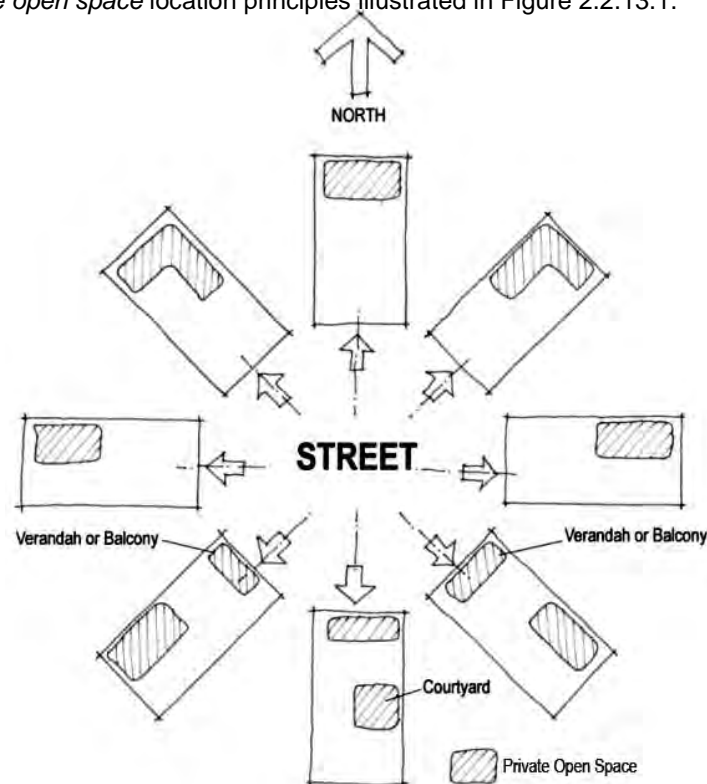 open space location principles illustrated in Figure 2.2.13.1.
NORTH
STREET
Verandah or Balcony
Verandah or Balcony
Courtyard
Private Open Space